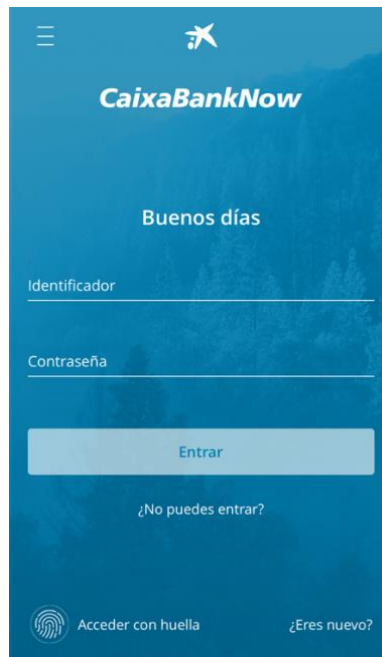 CaixaBankNow
Buenos días
Identificador
Contraseña
Entrar
¿No puedes entrar?
Acceder con huella
¿Eres nuevo?